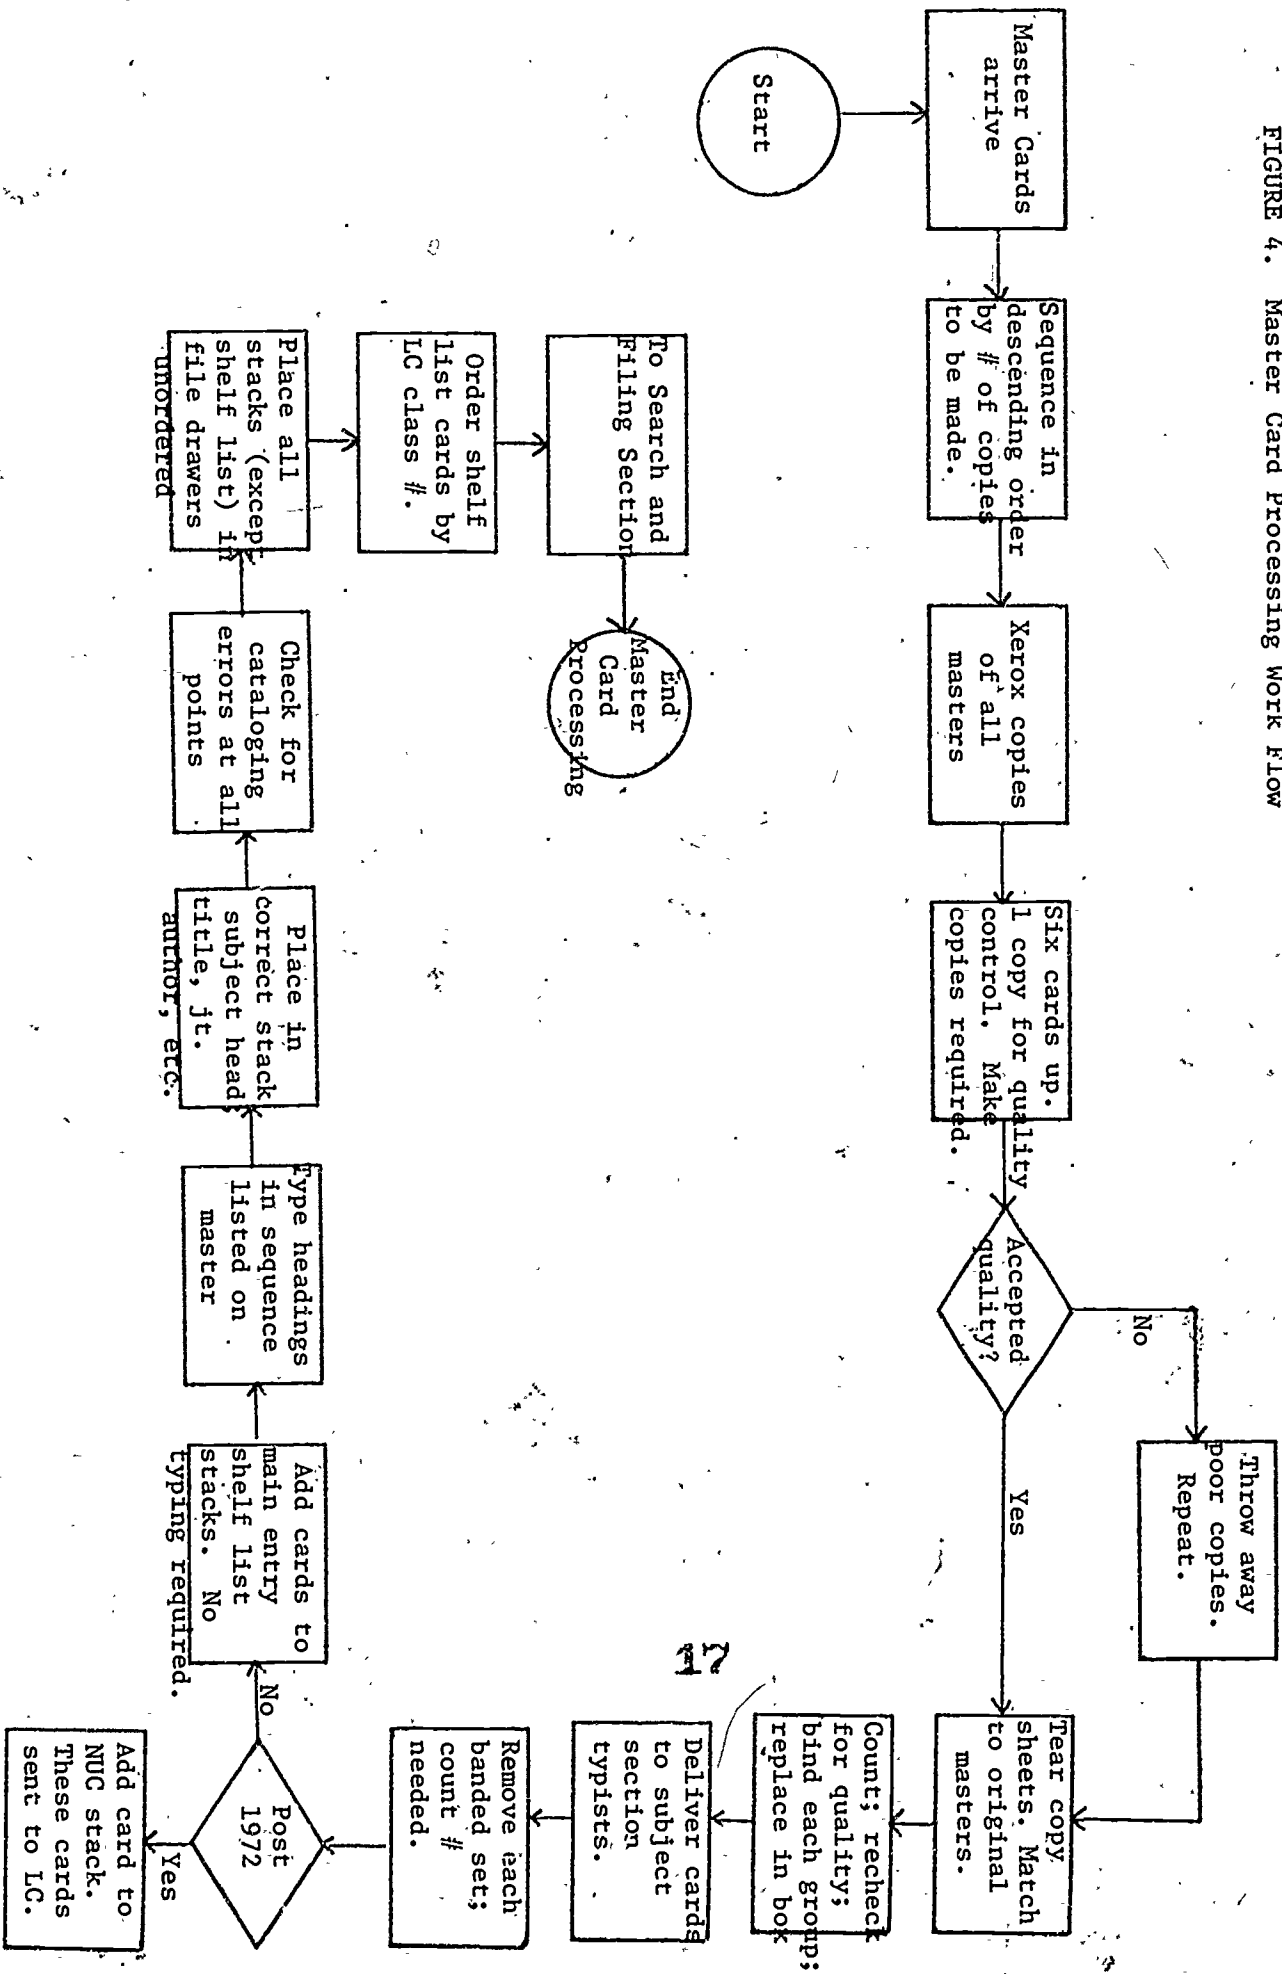 FIGURE 4. Master Card Processing Work Flow
Start
Master Cards
arrive
Sequence in
descending order
by # of copies
to be made.
Xerox copies
of all
masters
Six cards up.
1 copy for quality
control. Make
copies required.
Accepted
quality?
No
Throw away
poor copies.
Repeat.
Yes
Tear copy
sheets. Match
to original
masters.
Count; recheck
for quality;
bind each group;
replace in box
Deliver cards
to subject
section
typists.
Remove each
banded set;
count #
needed.
Post
1972
Yes
Add card to
NUC stack.
These cards
sent to LC.
No
Add cards to
main entry
shelf list
stacks. No
typing required.
Type headings
in sequence
listed on
master
Place in
correct stack
subject head,
title, jt.
author, etc.
Check for
cataloging
errors at all
points
Place all
stacks (except
shelf list) in
file drawers
unordered
Order shelf
list cards by
LC class #.
To Search and
Filing Section
End
Master
Card
Processing
17